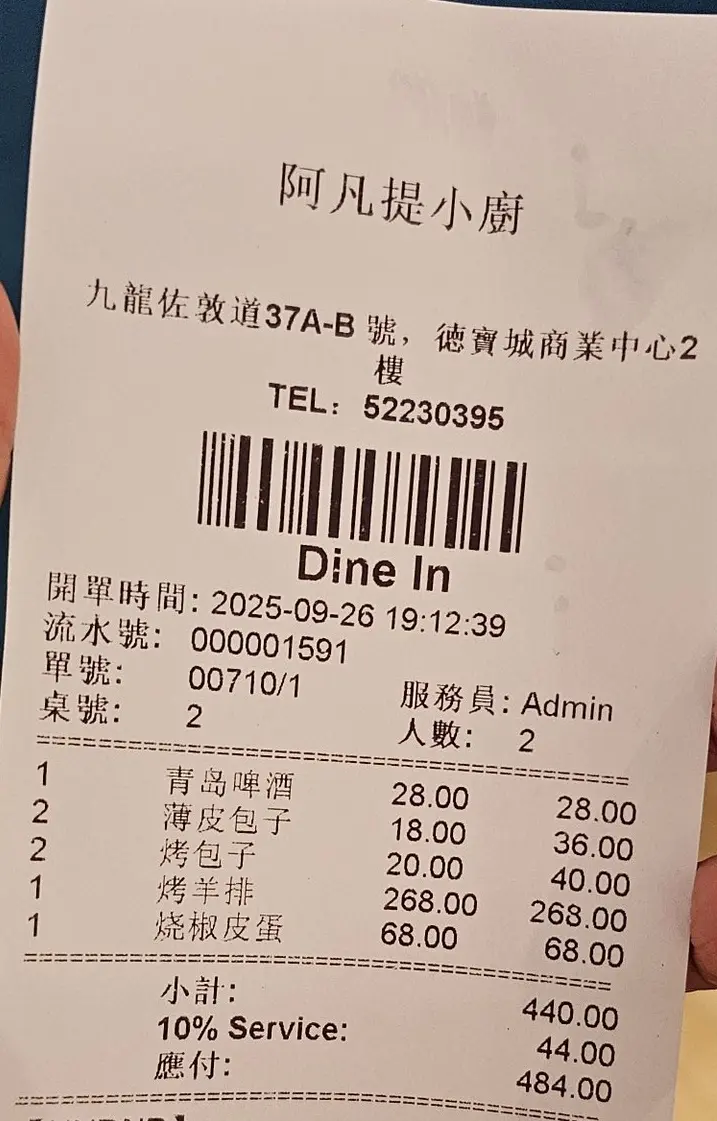 阿凡提小廚
九龍佐敦道37A-B 號，德寶城商業中心2
樓
TEL：52230395
Dine In
開單時間: 2025-09-26 19:12:39
流水號: 000001591
單號: 00710/1 服務員: Admin
桌號: 2 人數: 2
1 青岛啤酒 28.00 28.00
2 薄皮包子 18.00 36.00
2 烤包子 20.00 40.00
1 烤羊排 268.00 268.00
1 烧椒皮蛋 68.00 68.00
小計: 440.00
10% Service: 44.00
應付: 484.00